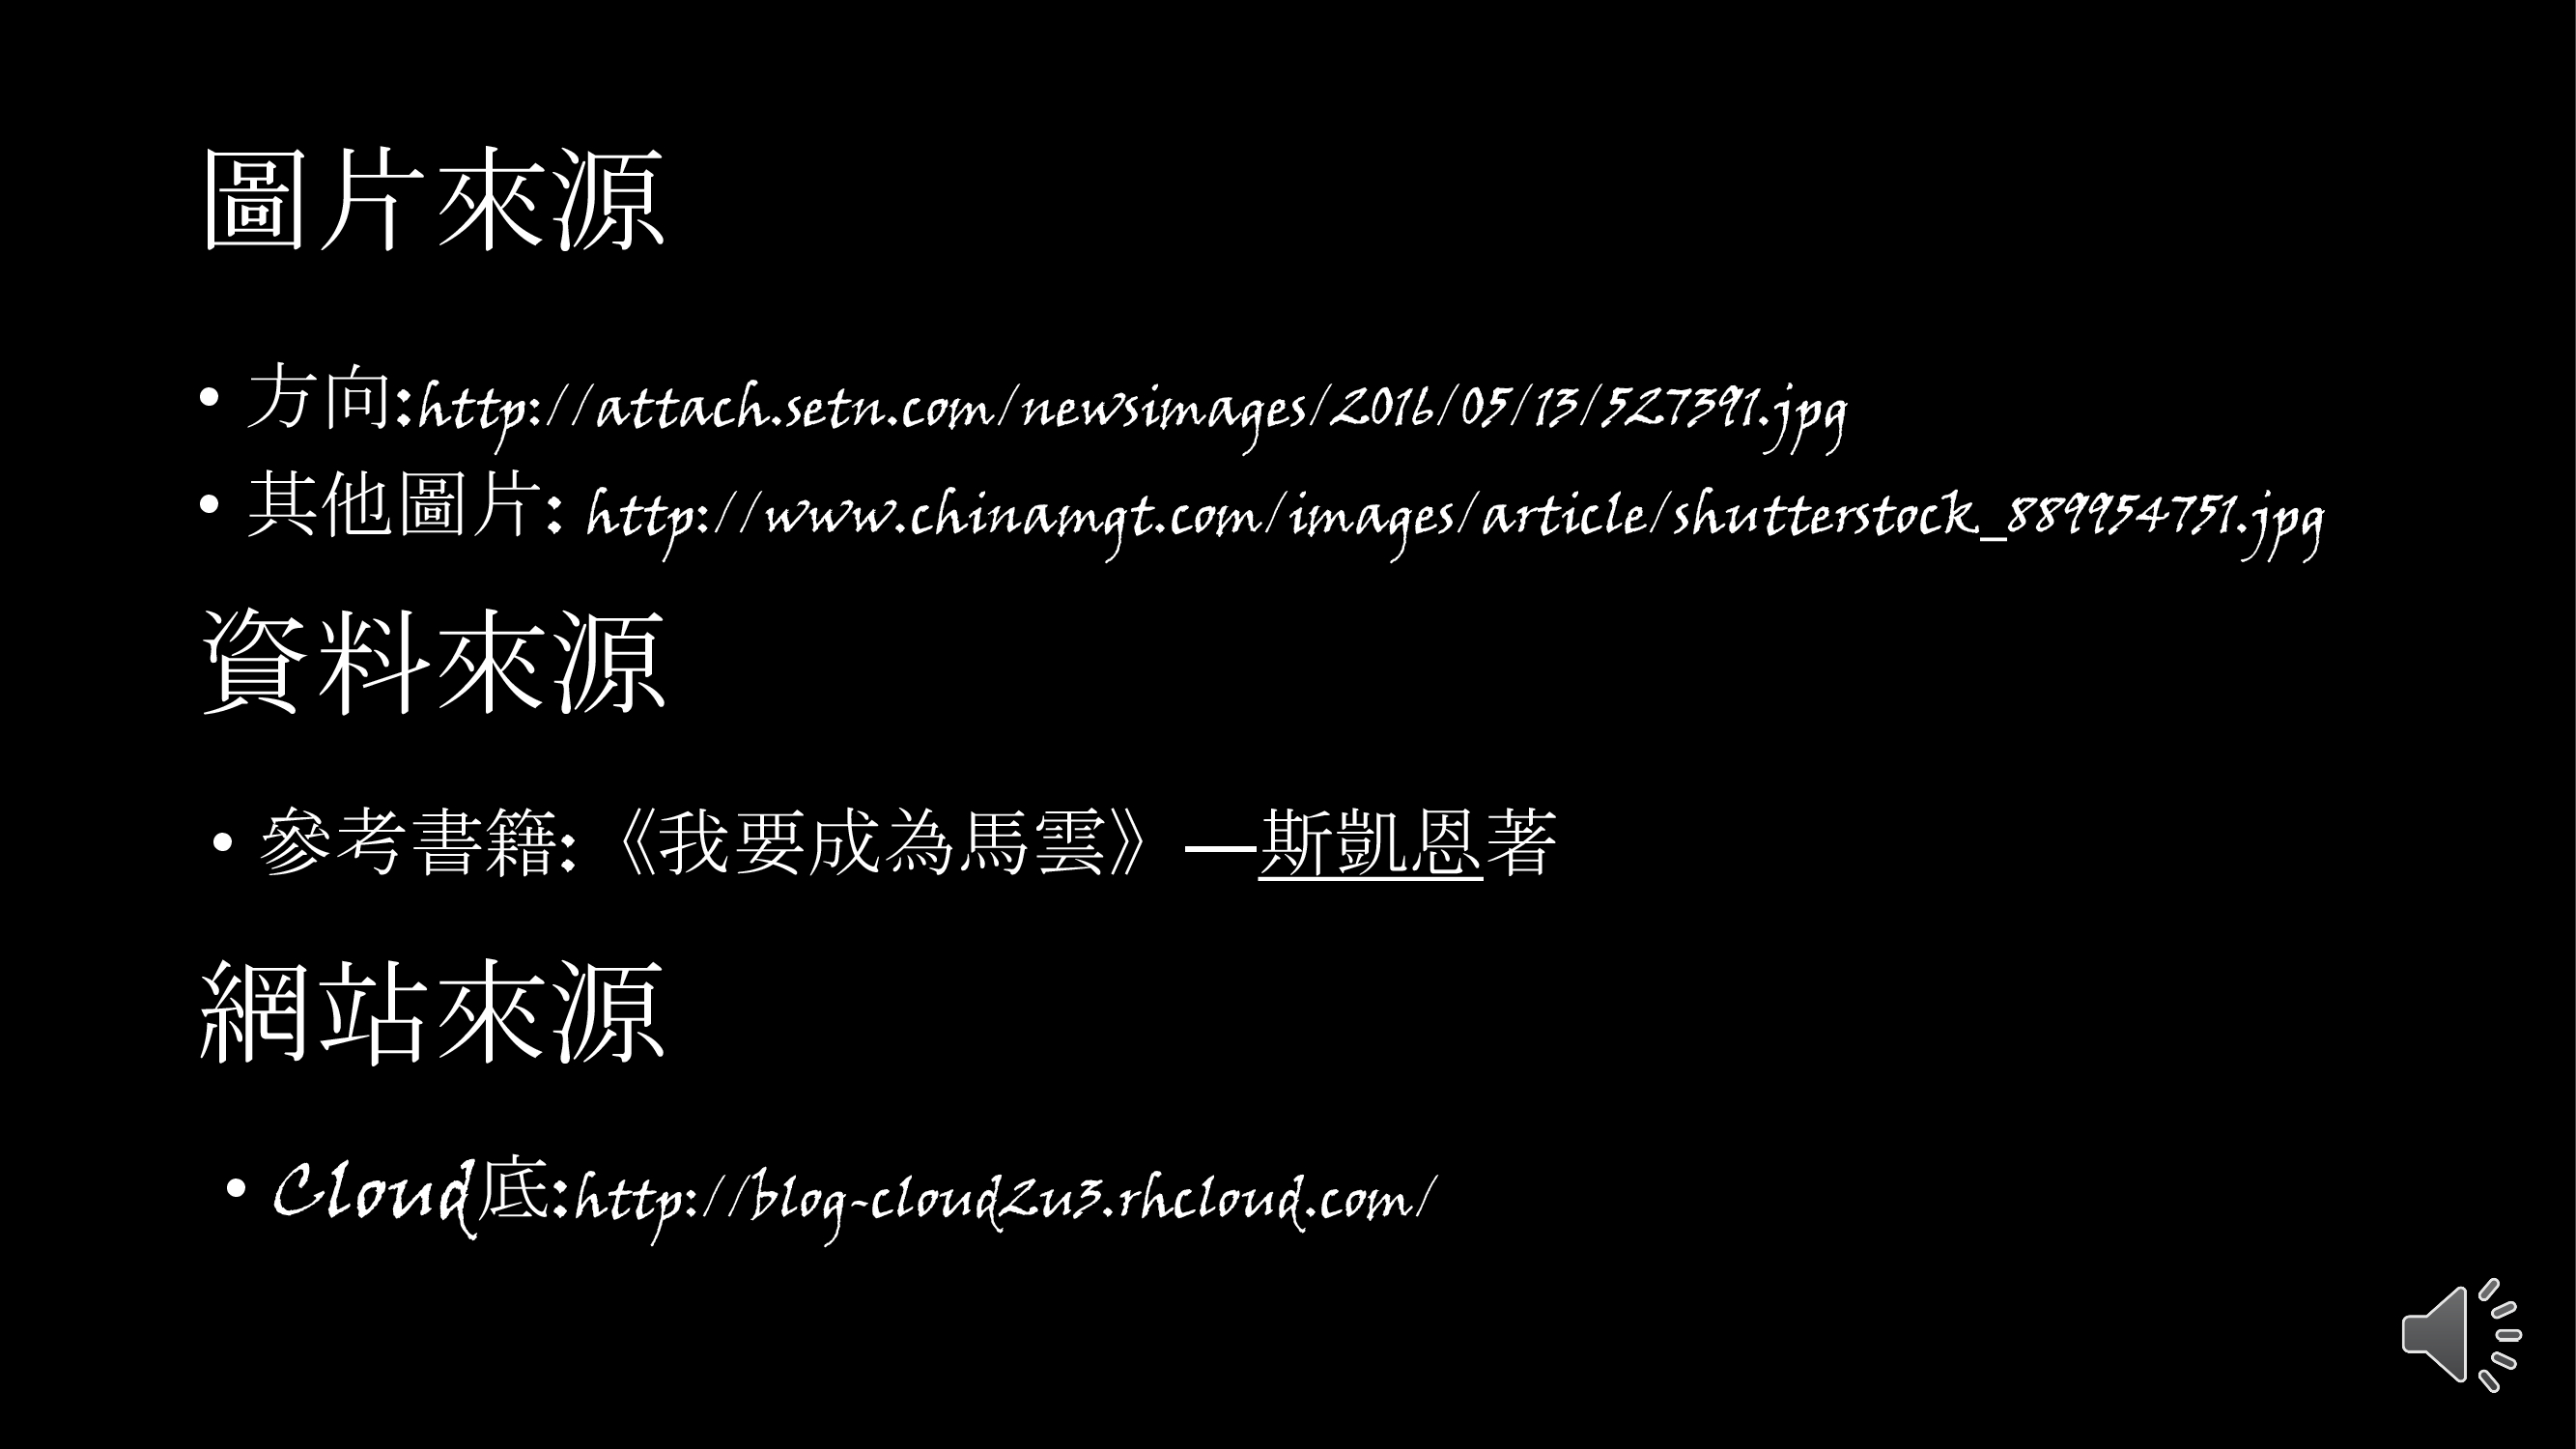 圖片來源
• 方向:http://attach.setn.com/newsimages/2016/05/13/527391.jpg
• 其他圖片: http://www.chinamgt.com/images/article/shutterstock_889954751.jpg
資料來源
• 參考書籍:《我要成為馬雲》—斯凱恩著
網站來源
• Cloud底:http://blog-cloud2u3.rhcloud.com/